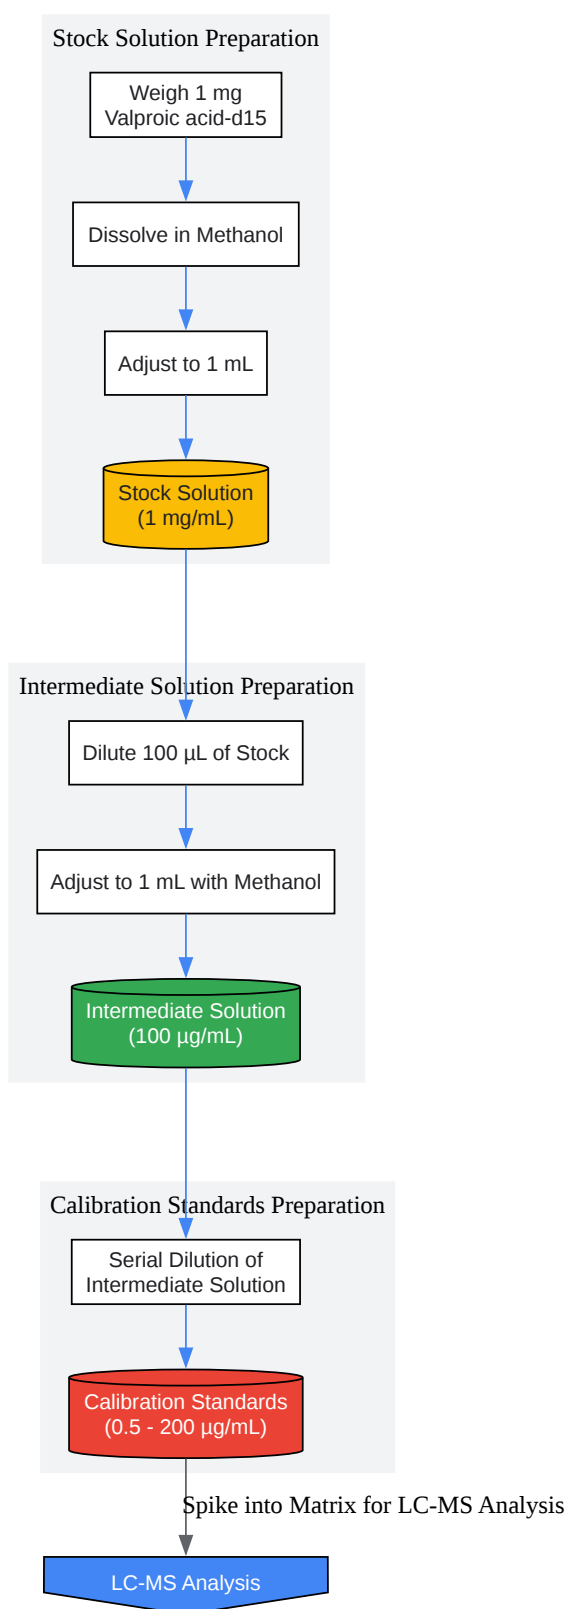 Stock Solution Preparation
Weigh 1 mg
Valproic acid-d15
Dissolve in Methanol
Adjust to 1 mL
Stock Solution
(1 mg/mL)
Intermediate Solution Preparation
Dilute 100 µL of Stock
Adjust to 1 mL with Methanol
Intermediate Solution
(100 µg/mL)
Calibration Standards Preparation
Serial Dilution of
Intermediate Solution
Calibration Standards
(0.5 - 200 µg/mL)
Spike into Matrix for LC-MS Analysis
LC-MS Analysis